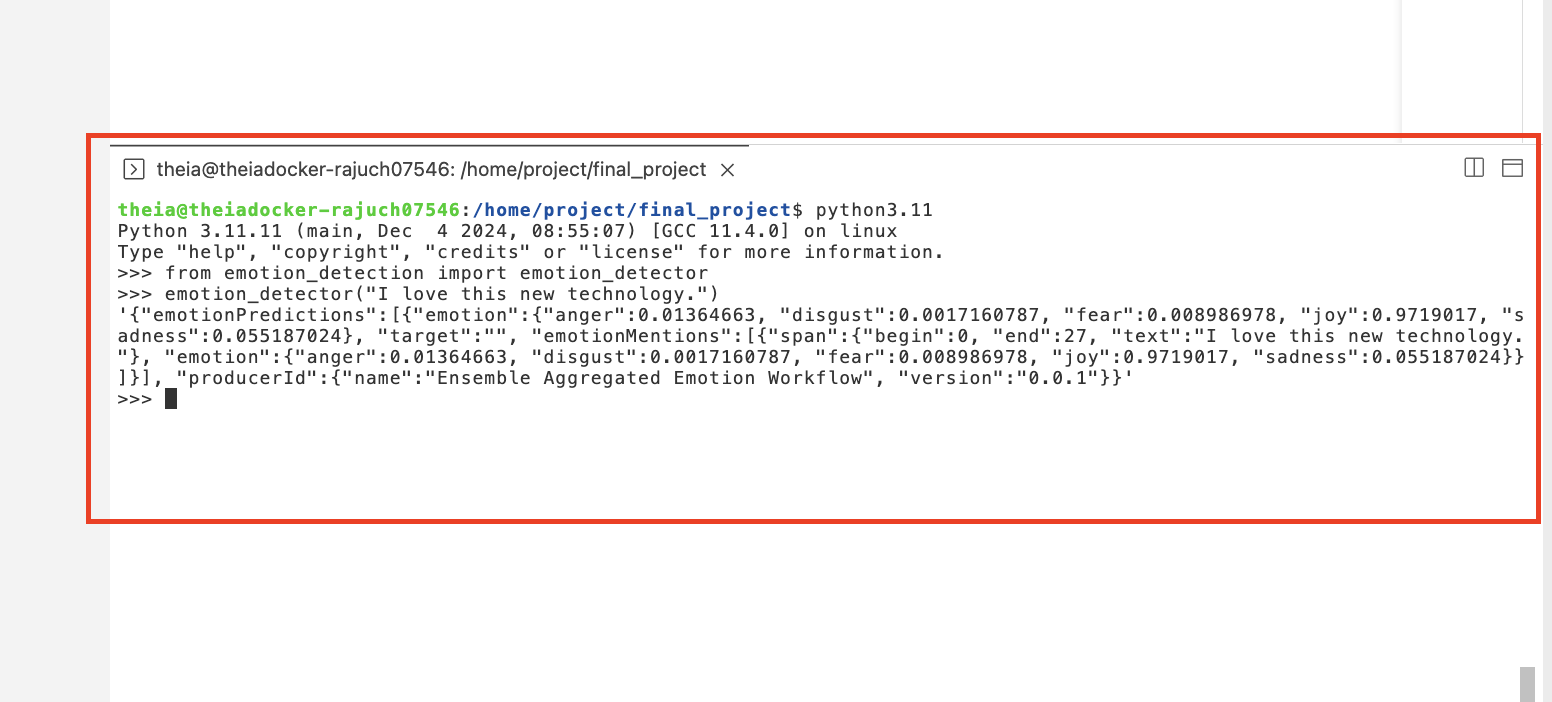 theia@theiadocker-rajuch07546: /home/project/final_project
theia@theiadocker-rajuch07546:/home/project/final_project$ python3.11
Python 3.11.11 (main, Dec  4 2024, 08:55:07) [GCC 11.4.0] on linux
Type "help", "copyright", "credits" or "license" for more information.
>>> from emotion_detection import emotion_detector
>>> emotion_detector("I love this new technology.")
'{"emotionPredictions":[{"emotion":{"anger":0.01364663, "disgust":0.0017160787, "fear":0.008986978, "joy":0.9719017, "s
adness":0.055187024}, "target":"", "emotionMentions":[{"span":{"begin":0, "end":27, "text":"I love this new technology.
"}, "emotion":{"anger":0.01364663, "disgust":0.0017160787, "fear":0.008986978, "joy":0.9719017, "sadness":0.055187024}}
]}], "producerId":{"name":"Ensemble Aggregated Emotion Workflow", "version":"0.0.1"}}'
>>>